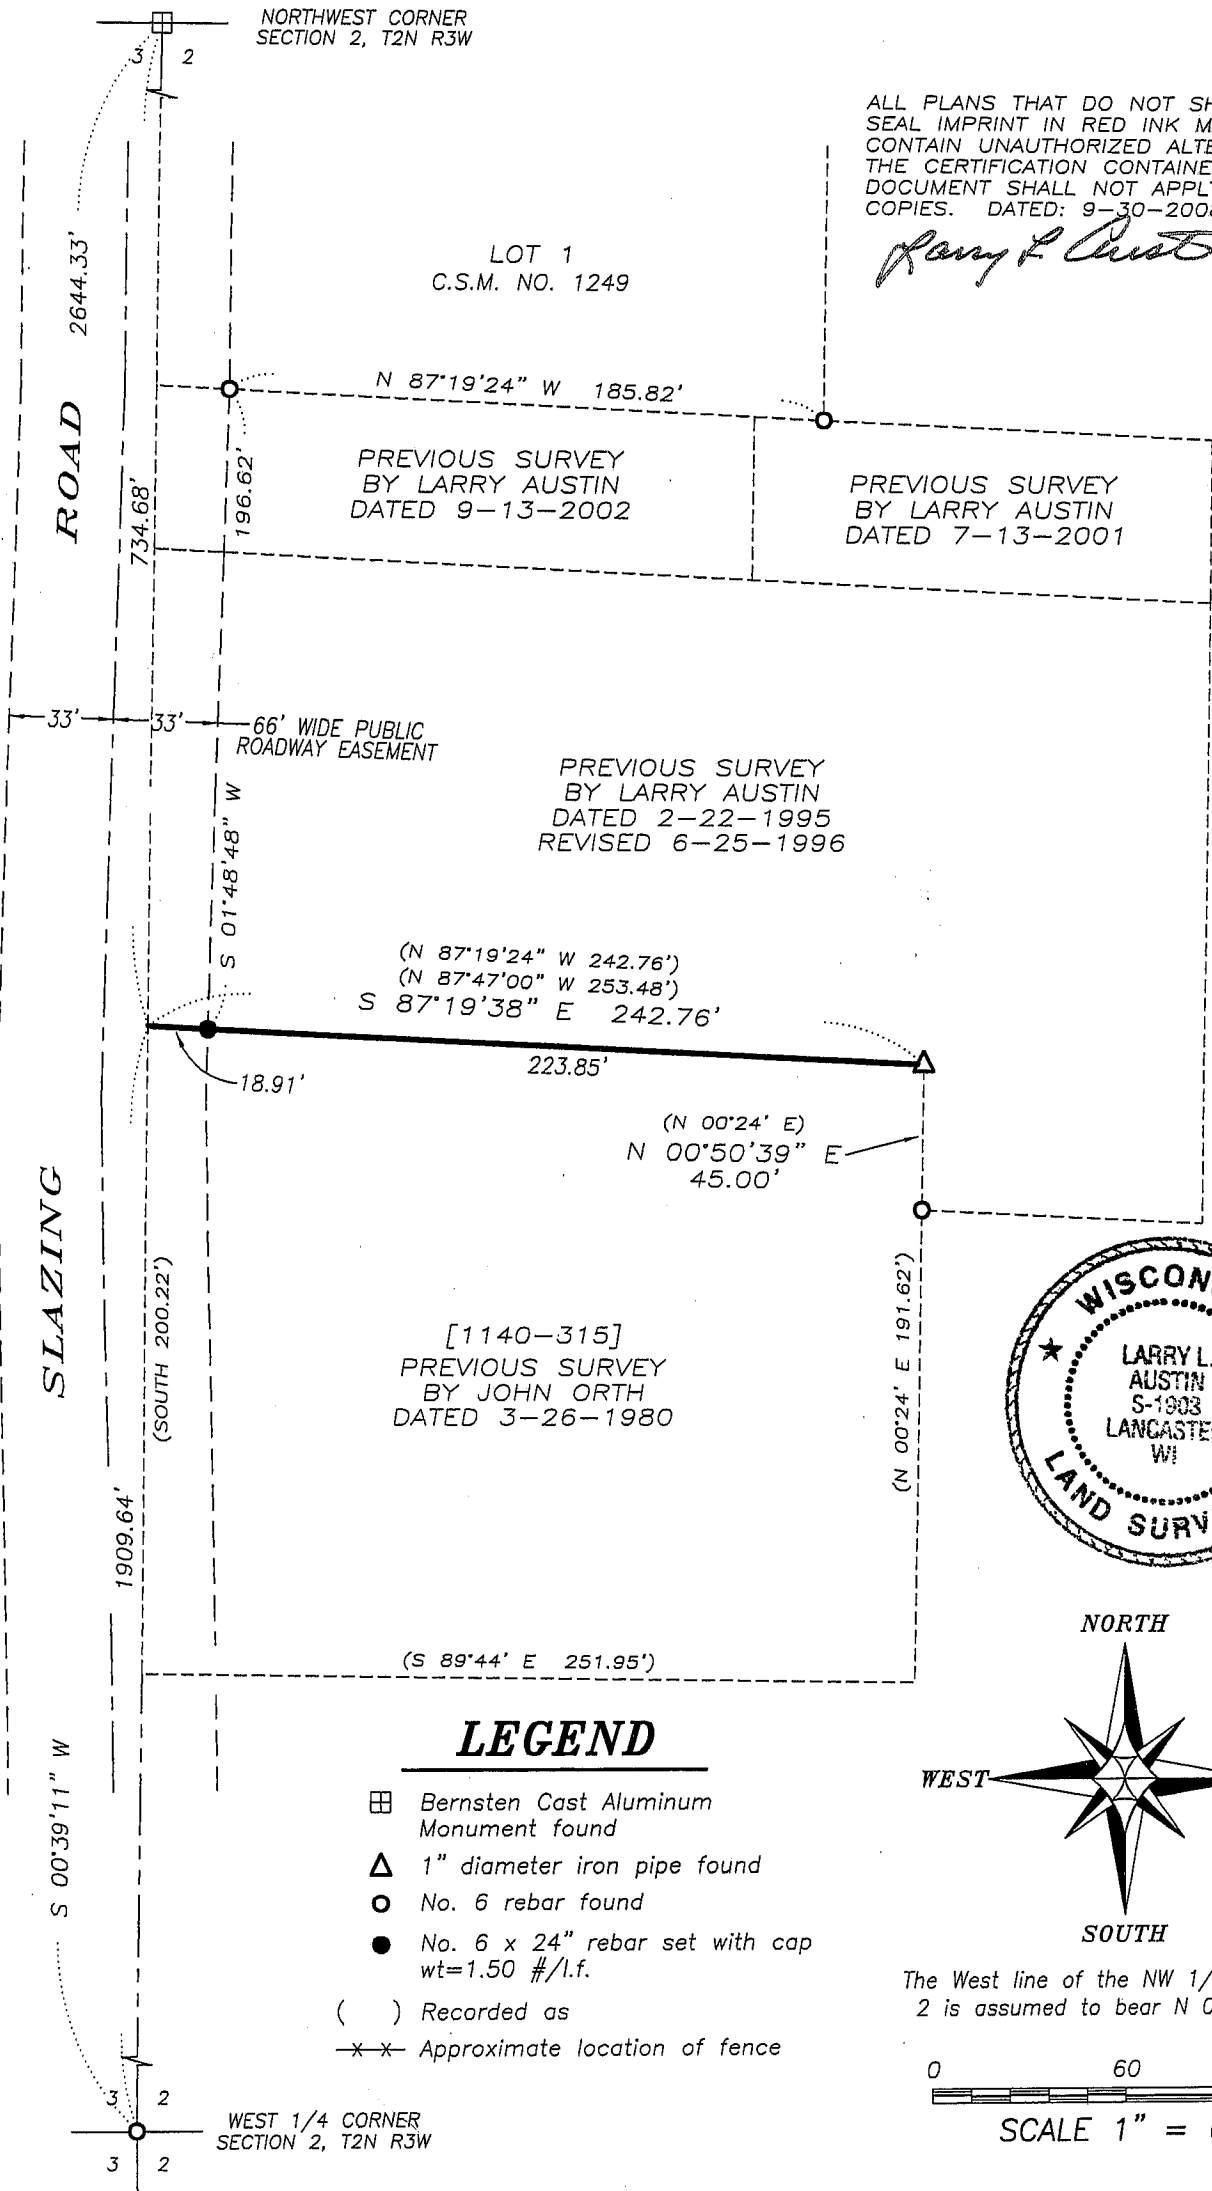 NORTHWEST CORNER
SECTION 2, T2N R3W
3 2
ALL PLANS THAT DO NOT
SEAL IMPRINT IN RED INK
CONTAIN UNAUTHORIZED
THE CERTIFICATION
DOCUMENT SHALL NOT APPLY
COPIES. DATED: 9-30-200
Larry L
2644.33'
LOT 1
C.S.M. NO. 1249
N 87°19'24" W 185.82'
ROAD
734.68'
196.62'
PREVIOUS SURVEY
BY LARRY AUSTIN
DATED 9-13-2002
PREVIOUS SURVEY
BY LARRY AUSTIN
DATED 7-13-2001
33'
33'
66' WIDE PUBLIC
ROADWAY EASEMENT
PREVIOUS SURVEY
BY LARRY AUSTIN
DATED 2-22-1995
REVISED 6-25-1996
S 01°48'48" W
(N 87°19'24" W 242.76')
(N 87°47'00" W 253.48')
S 87°19'38" E 242.76'
18.91'
223.85'
(N 00°24' E)
N 00°50'39" E
45.00'
SLAZING
(SOUTH 200.22')
(N 00°24' E 191.62')
[1140-315]
PREVIOUS SURVEY
BY JOHN ORTH
DATED 3-26-1980
★ WISCON
LARRY L.
AUSTIN
S-1903
LANCASTE
WI
LAND SURV
1909.64'
(S 89°44' E 251.95')
NORTH
WEST
SOUTH
S 00°39'11" W
LEGEND
Bernsten Cast Aluminum
Monument found
1" diameter iron pipe found
No. 6 rebar found
No. 6 x 24" rebar set with cap
wt=1.50 #/l.f.
( ) Recorded as
Approximate location of fence
The West line of the NW 1/
2 is assumed to bear N
0 60
SCALE 1" =
3 2
WEST 1/4 CORNER
SECTION 2, T2N R3W
3 2